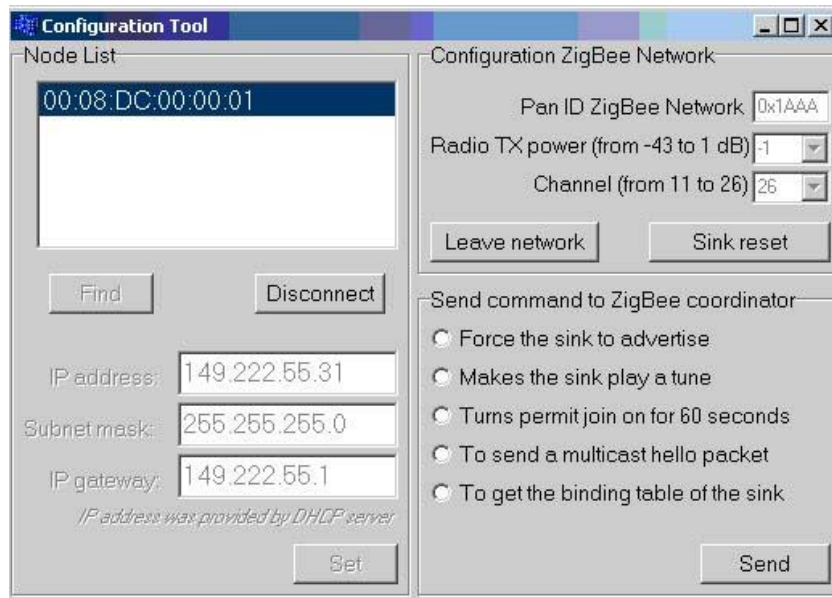 Configuration Tool
Node List
00:08:DC:00:00:01
Find
Disconnect
IP address:
149.222.55.31
Subnet mask:
255.255.255.0
IP gateway:
149.222.55.1
IP address was provided by DHCP server
Set
Configuration ZigBee Network
Pan ID ZigBee Network 0x1AAA
Radio TX power (from -43 to 1 dB) -1
Channel (from 11 to 26) 26
Leave network
Sink reset
Send command to ZigBee coordinator
Force the sink to advertise
Makes the sink play a tune
Turns permit join on for 60 seconds
To send a multicast hello packet
To get the binding table of the sink
Send